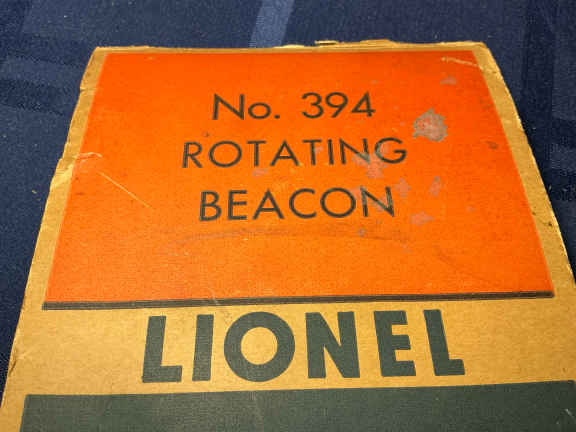 No. 394
ROTATING
BEACON
LIONEL